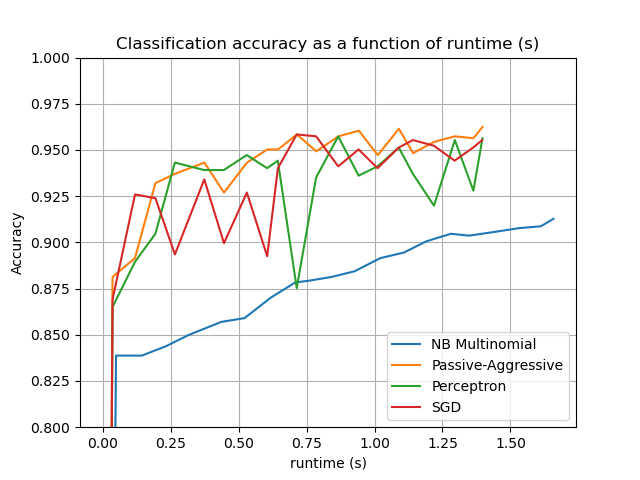 Classification accuracy as a function of runtime (s)
1.000
0.975
0.950
0.925
0.900
0.875
0.850
0.825
0.800
Accuracy
0.00 0.25 0.50 0.75 1.00 1.25 1.50
runtime (s)
NB Multinomial
Passive-Aggressive
Perceptron
SGD